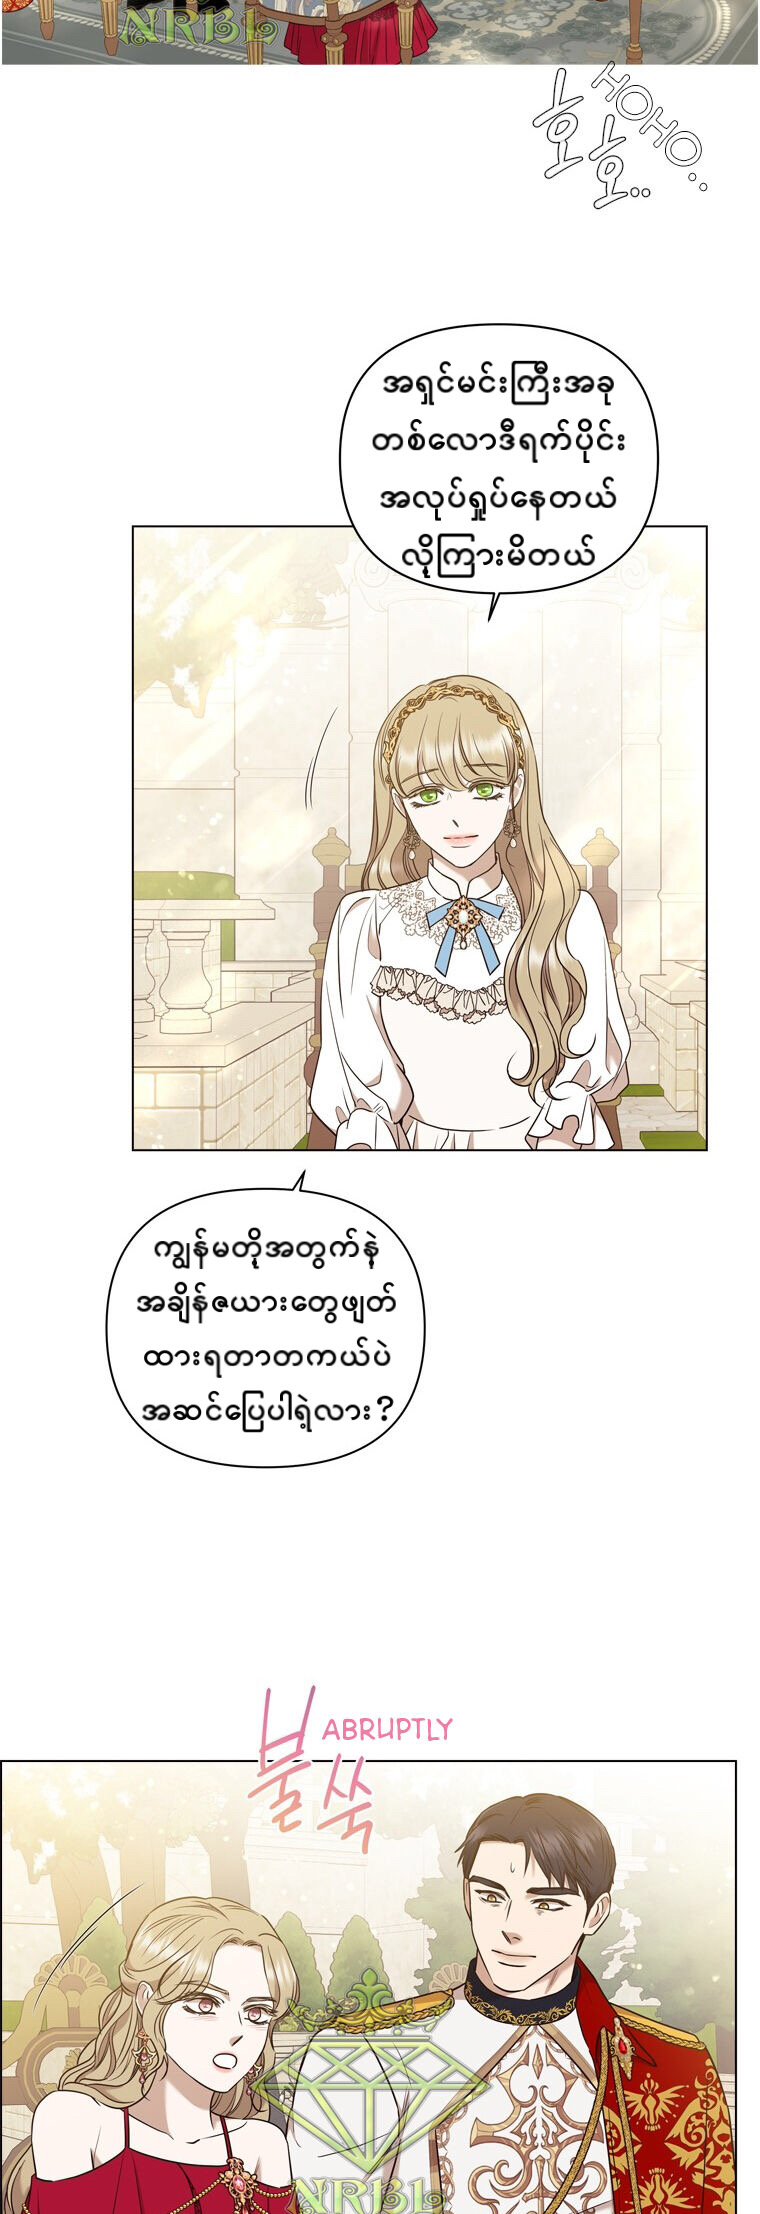 NRBL
호호..
HOHO..
အရှင်မင်းကြီးအခု
တစ်လောဒီရက်ပိုင်း
အလုပ်ရှုပ်နေတယ်
လို့ကြားမိတယ်
ကျွန်မတို့အတွက်နဲ့
အချိန်ဇယားတွေဖျတ်
ထားရတာတကယ်ပဲ
အဆင်ပြေပါရဲ့လား?
ABRUPTLY
불쑥
NRBL